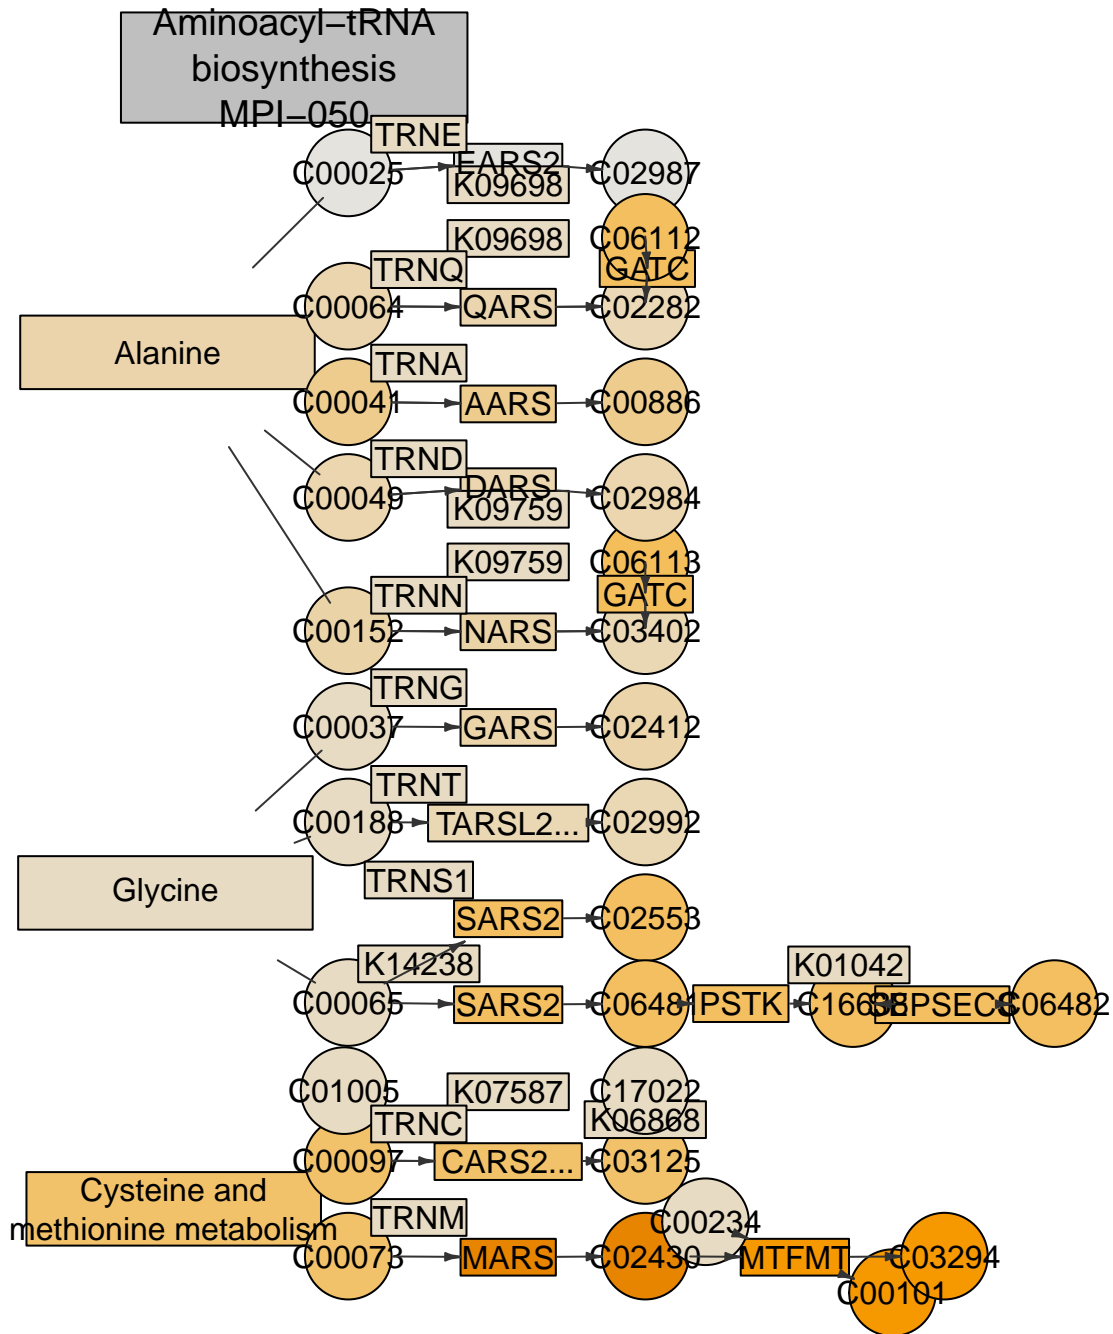 Aminoacyl−tRNA
biosynthesis
MPI−050
TRNE
C00025
EARS2
C02987
K09698
K09698
C06112
TRNQ
GATC
C00064
QARS
C02282
Alanine
TRNA
C00041
AARS
C00886
TRND
C00049
DARS
C02984
K09759
K09759
C06113
TRNN
GATC
C00152
NARS
C03402
TRNG
C00037
GARS
C02412
TRNT
C00188
TARSL2...
C02992
Glycine
TRNS1
SARS2
C02553
K14238
K01042
C00065
SARS2
C06481
PSTK
SEPSECS
C06482
C01005
K07587
C17022
TRNC
K06868
C00097
CARS2...
C03125
Cysteine and
methionine metabolism
TRNM
C00234
C00073
MARS
C02430
MTFMT
C03294
C00101